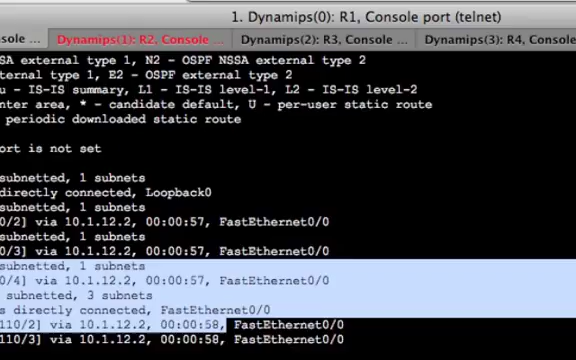 1. Dynamips(0): R1, Console port (telnet)
nsole ... Dynamips(1): R2, Console ... Dynamips(2): R3, Console ... Dynamips(3): R4, Console
SA external type 1, N2 - OSPF NSSA external type 2
ternal type 1, E2 - OSPF external type 2
u - IS-IS summary, L1 - IS-IS level-1, L2 - IS-IS level-2
nter area, * - candidate default, U - per-user static route
periodic downloaded static route
ort is not set
subnetted, 1 subnets
directly connected, Loopback0
subnetted, 1 subnets
0/2] via 10.1.12.2, 00:00:57, FastEthernet0/0
subnetted, 1 subnets
0/3] via 10.1.12.2, 00:00:57, FastEthernet0/0
subnetted, 1 subnets
0/4] via 10.1.12.2, 00:00:57, FastEthernet0/0
subnetted, 3 subnets
s directly connected, FastEthernet0/0
110/2] via 10.1.12.2, 00:00:58, FastEthernet0/0
110/3] via 10.1.12.2, 00:00:58, FastEthernet0/0